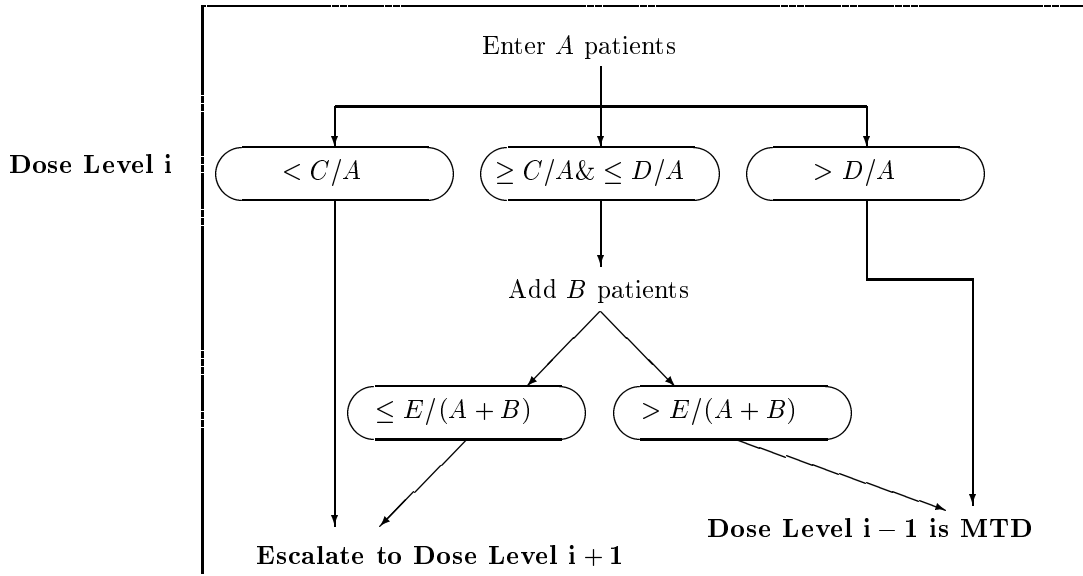 Enter A patients
Dose Level i
< C/A
≥ C/A& ≤ D/A
> D/A
Add B patients
≤ E/(A + B)
> E/(A + B)
Dose Level i − 1 is MTD
Escalate to Dose Level i + 1